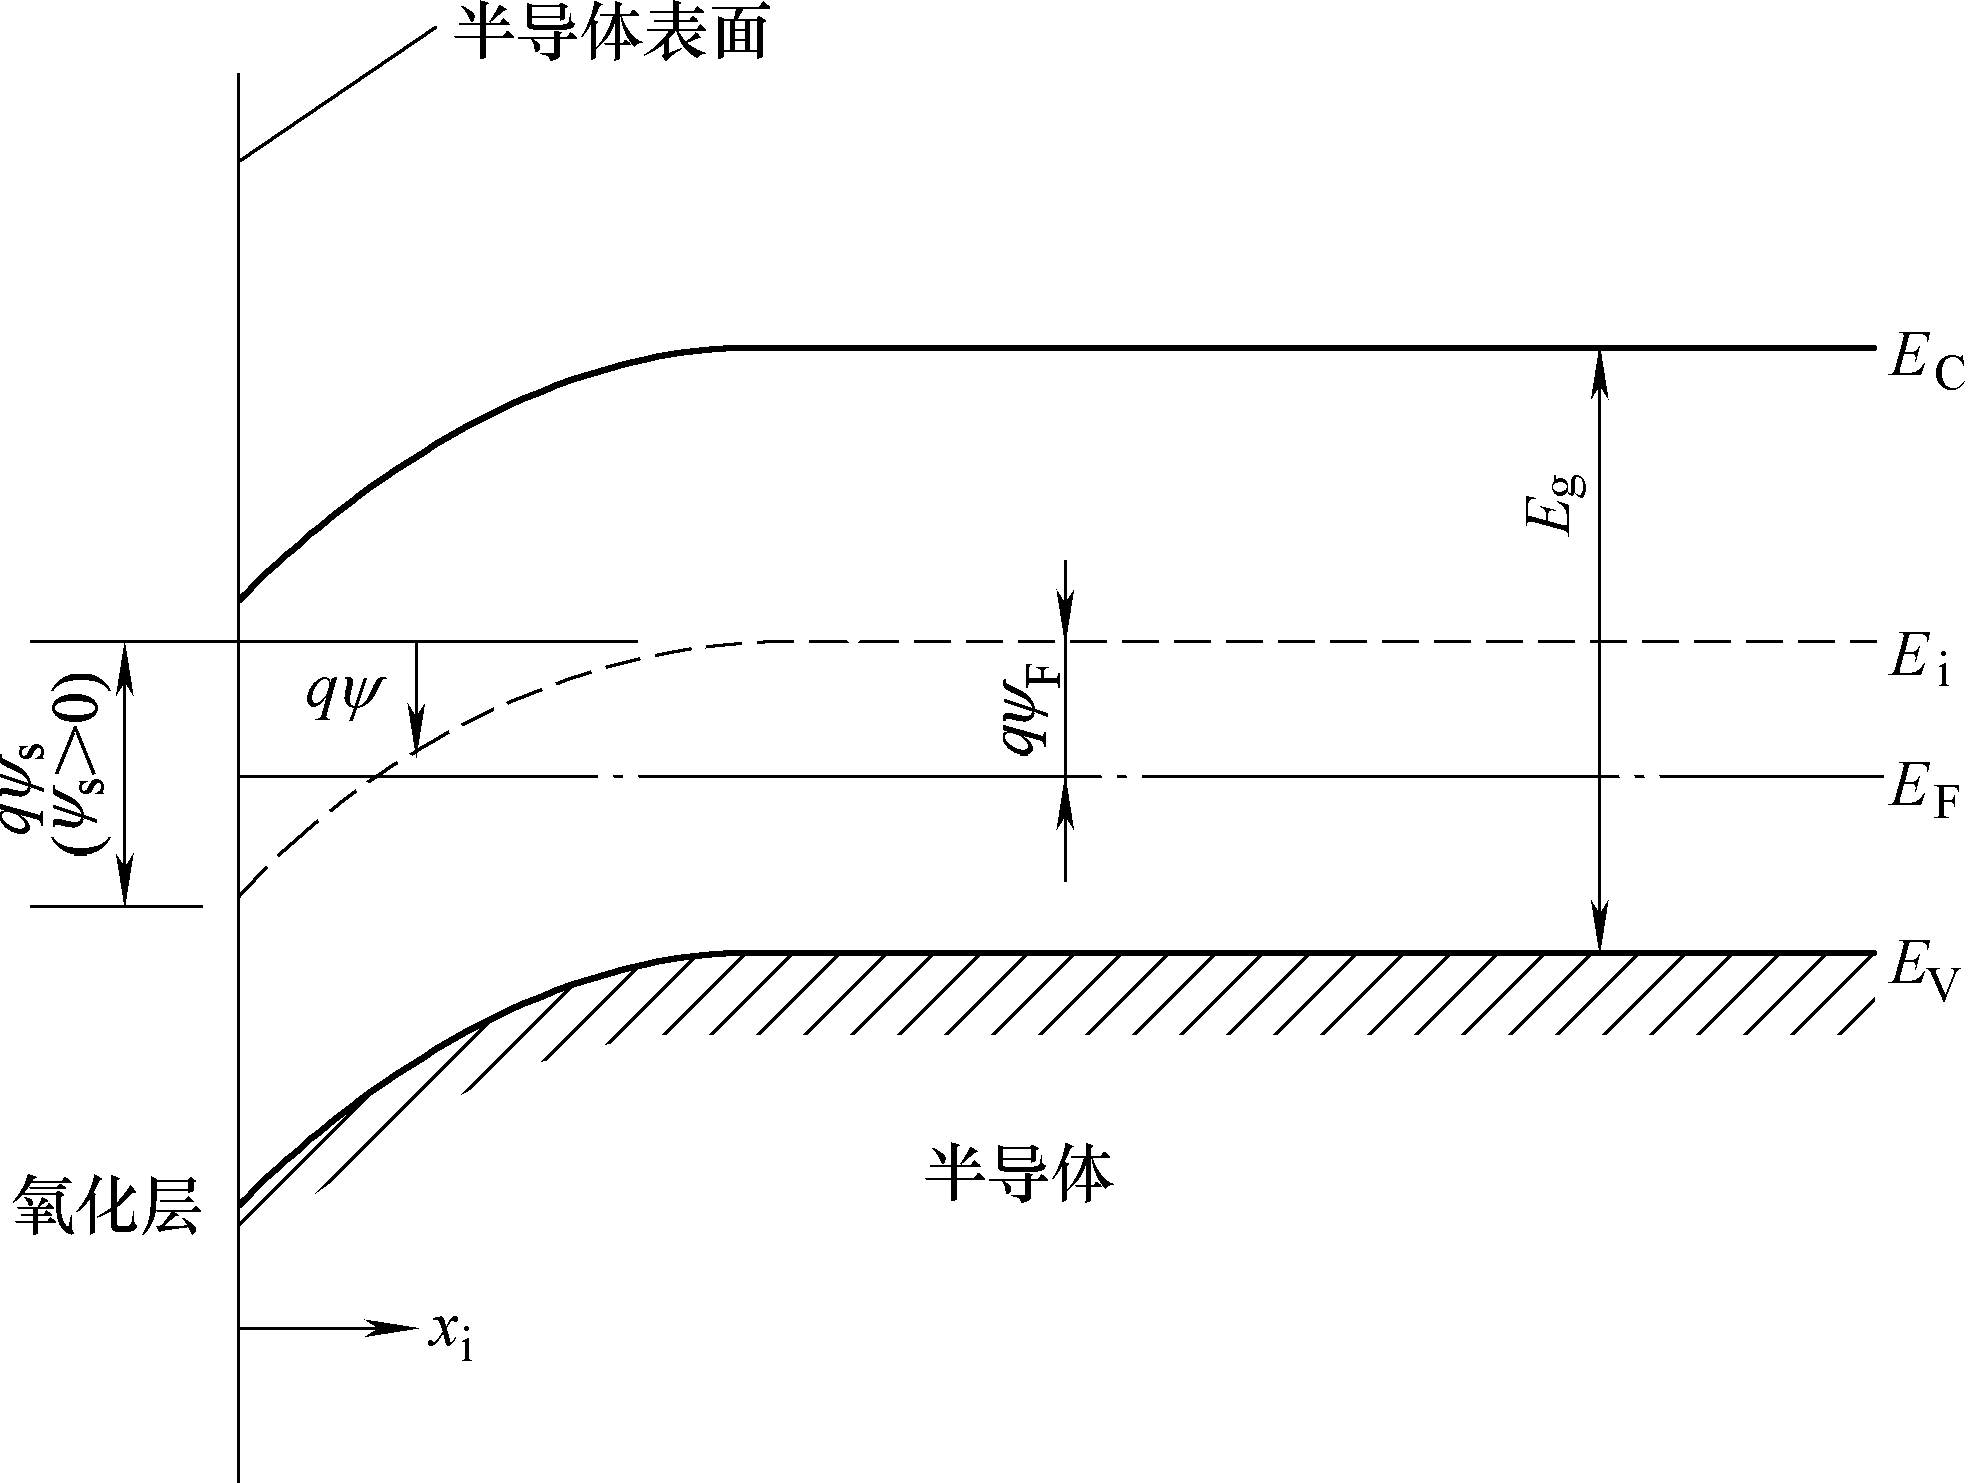 半导体表面
E_C
E_g
E_i
qψ
qψ_F
qψ_s
(ψ_s>0)
E_F
E_V
半导体
氧化层
x_i